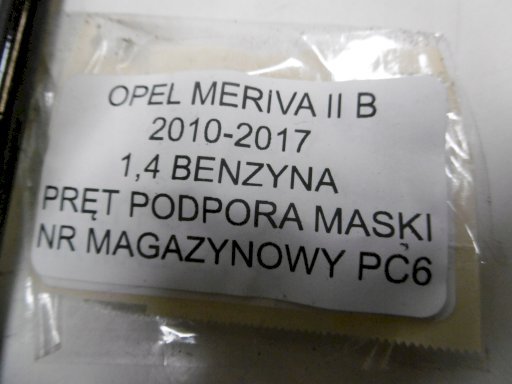 OPEL MERiVA II B
2010-2017
1,4 BENZYNA
PRĘT PODPORA MASKI
NR MAGAZYNOWY PC6